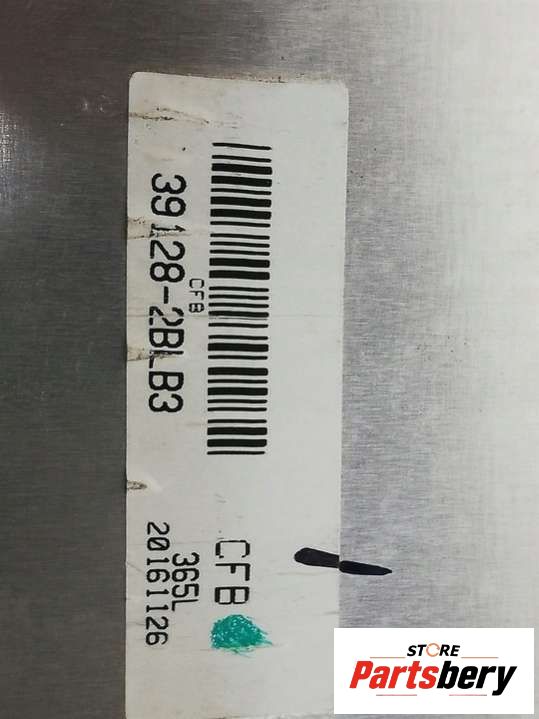 CFB
39128-2BLB3
CFB
365L
20161126
STORE
Partsbery